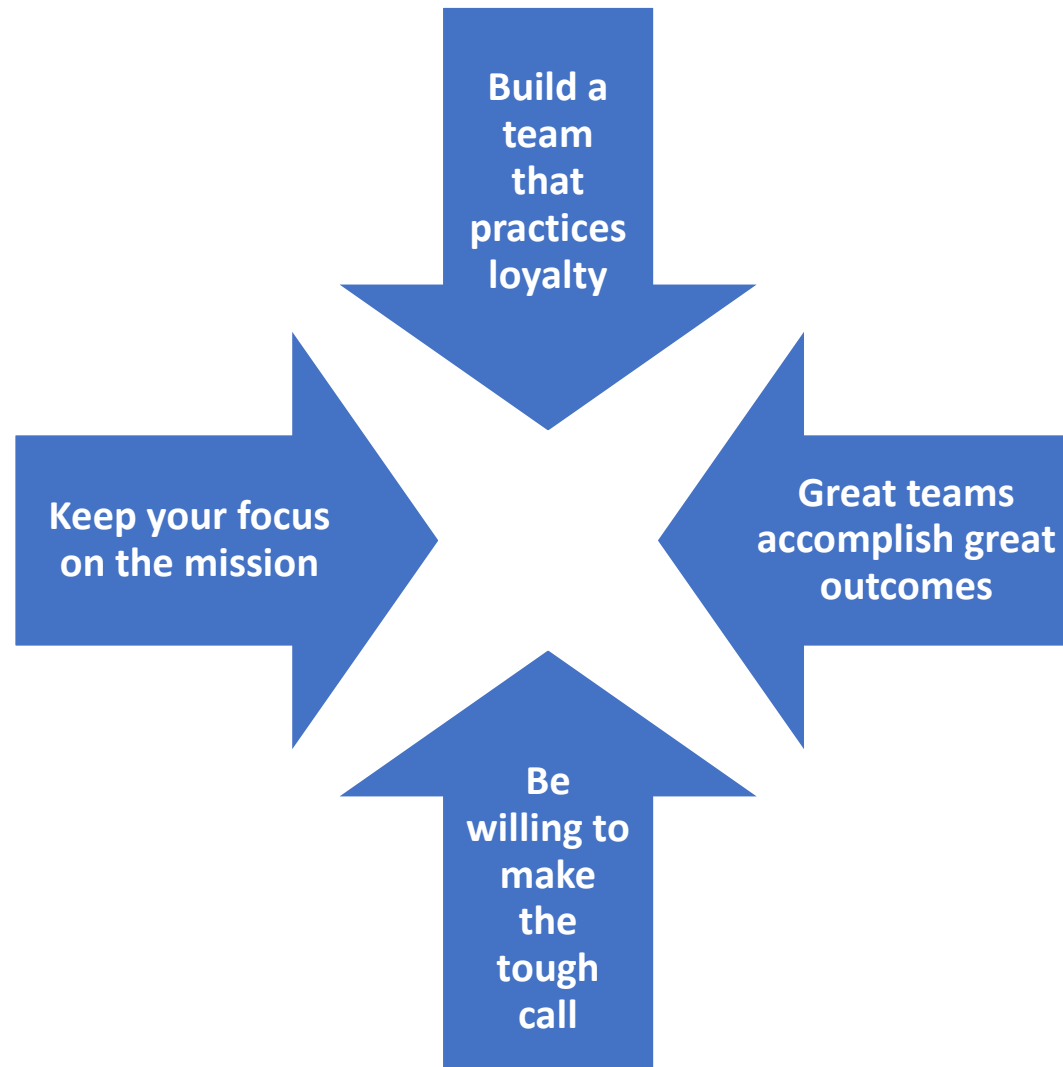 Build a
team
that
practices
loyalty
Keep your focus
on the mission
Great teams
accomplish great
outcomes
Be
willing to
make
the
tough
call